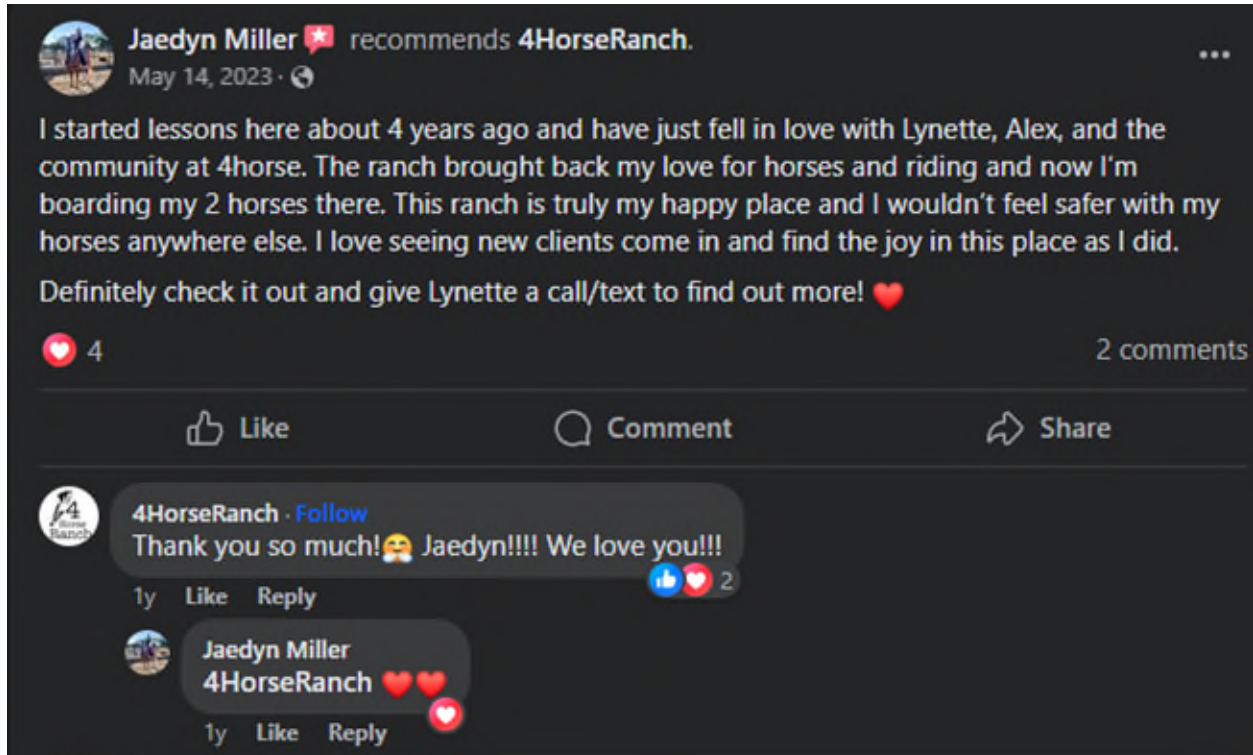 Jaedyn Miller recommends 4HorseRanch.
May 14, 2023 ·
I started lessons here about 4 years ago and have just fell in love with Lynette, Alex, and the
community at 4horse. The ranch brought back my love for horses and riding and now I'm
boarding my 2 horses there. This ranch is truly my happy place and I wouldn't feel safer with my
horses anywhere else. I love seeing new clients come in and find the joy in this place as I did.
Definitely check it out and give Lynette a call/text to find out more! ❤️
4 2 comments
Like Comment Share
4 Horse Ranch
4HorseRanch · Follow
Thank you so much!🤗 Jaedyn!!!! We love you!!!
2
1y Like Reply
Jaedyn Miller
4HorseRanch ❤️❤️
1y Like Reply